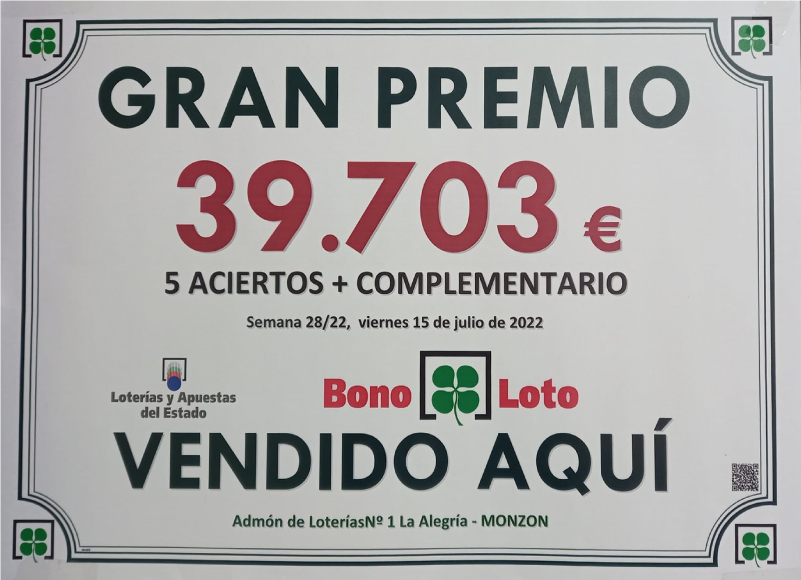 GRAN PREMIO
39.703 €
5 ACIERTOS + COMPLEMENTARIO
Semana 28/22, viernes 15 de julio de 2022
Loterías y Apuestas
del Estado
Bono Loto
VENDIDO AQUÍ
Admón de LoteríasNº 1 La Alegría - MONZON